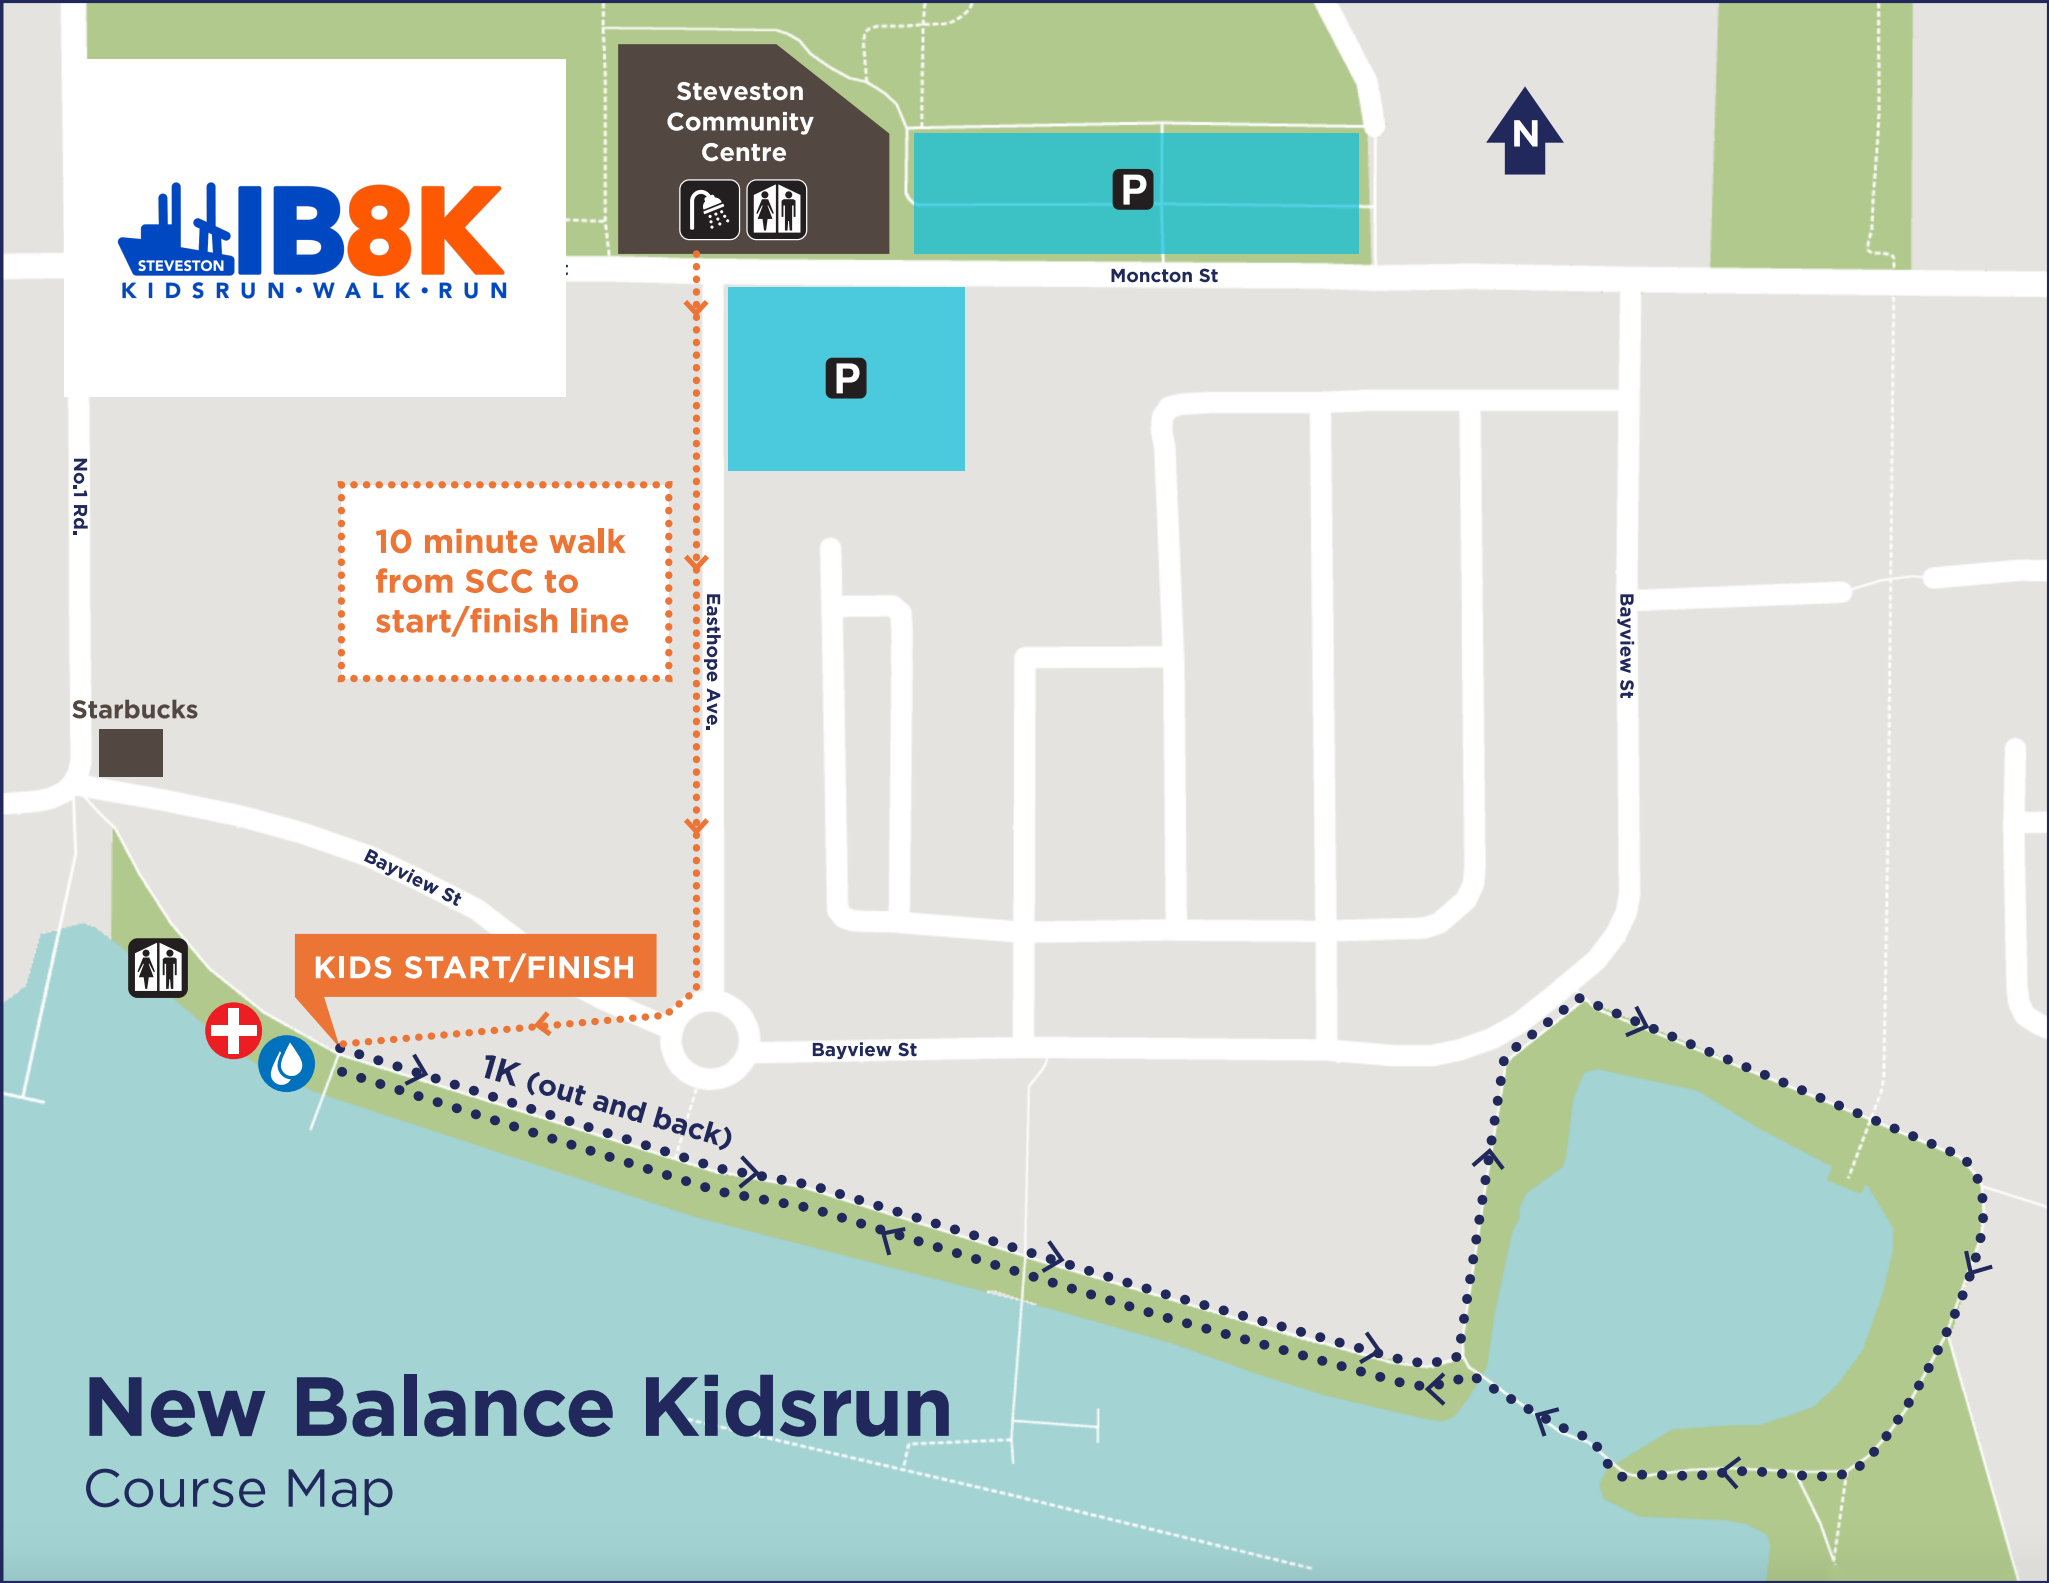 Steveston
Community
Centre
N
P
STEVESTON
IB8K
KIDSRUN•WALK•RUN
Moncton St
P
No.1 Rd.
10 minute walk
from SCC to
start/finish line
Easthope Ave.
Bayview St
Starbucks
Bayview St
KIDS START/FINISH
Bayview St
1K (out and back)
New Balance Kidsrun
Course Map